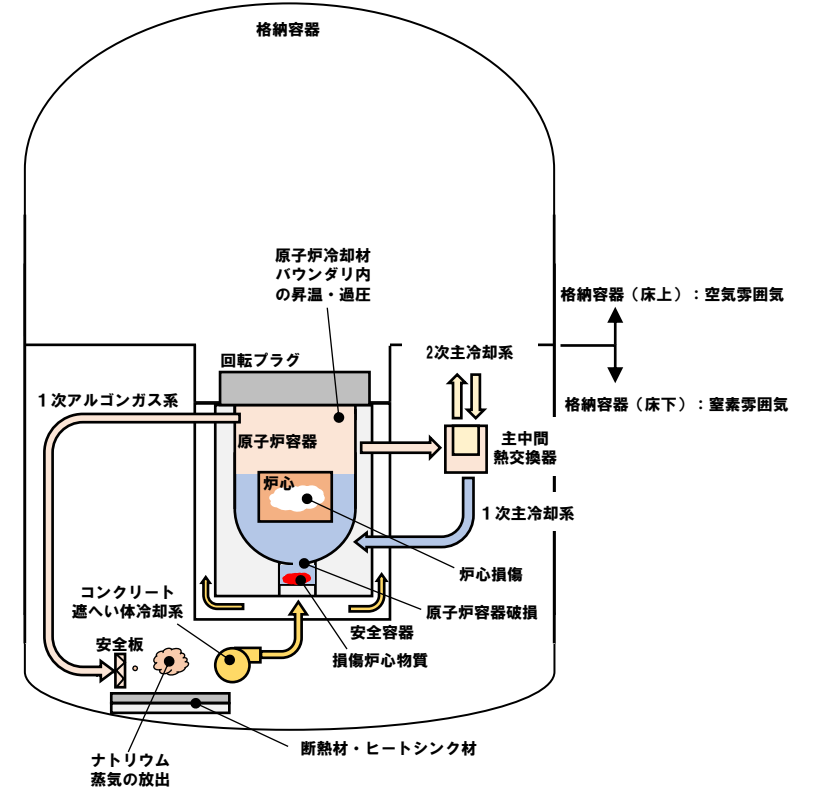 格納容器
原子炉冷却材
バウンダリ内
の昇温・過圧
格納容器（床上）：空気雰囲気
回転プラグ
2次主冷却系
１次アルゴンガス系
格納容器（床下）：窒素雰囲気
原子炉容器
主中間
熱交換器
炉心
１次主冷却系
炉心損傷
コンクリート
遮へい体冷却系
原子炉容器破損
安全容器
安全板
損傷炉心物質
断熱材・ヒートシンク材
ナトリウム
蒸気の放出